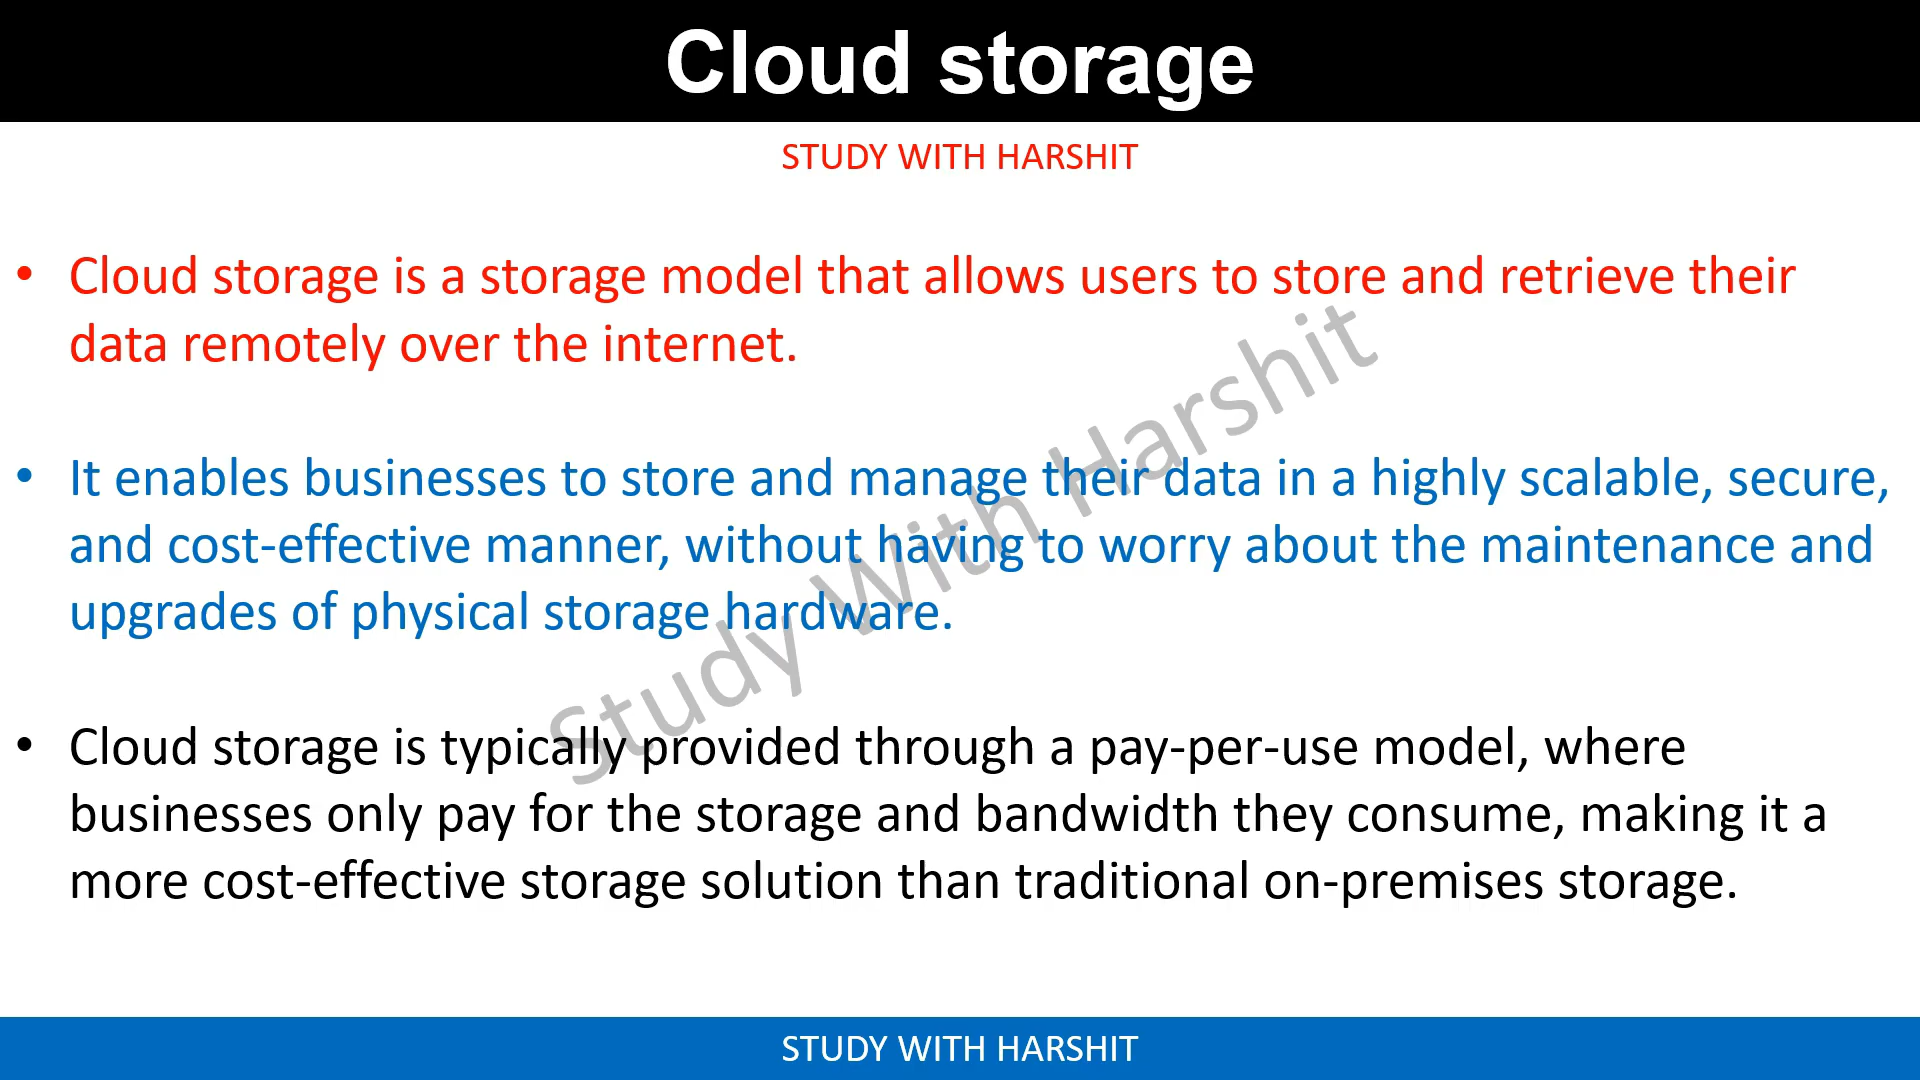 Cloud storage
STUDY WITH HARSHIT
• Cloud storage is a storage model that allows users to store and retrieve their
data remotely over the internet.
• It enables businesses to store and manage their data in a highly scalable, secure,
and cost-effective manner, without having to worry about the maintenance and
upgrades of physical storage hardware.
• Cloud storage is typically provided through a pay-per-use model, where
businesses only pay for the storage and bandwidth they consume, making it a
more cost-effective storage solution than traditional on-premises storage.
Study With Harshit
STUDY WITH HARSHIT